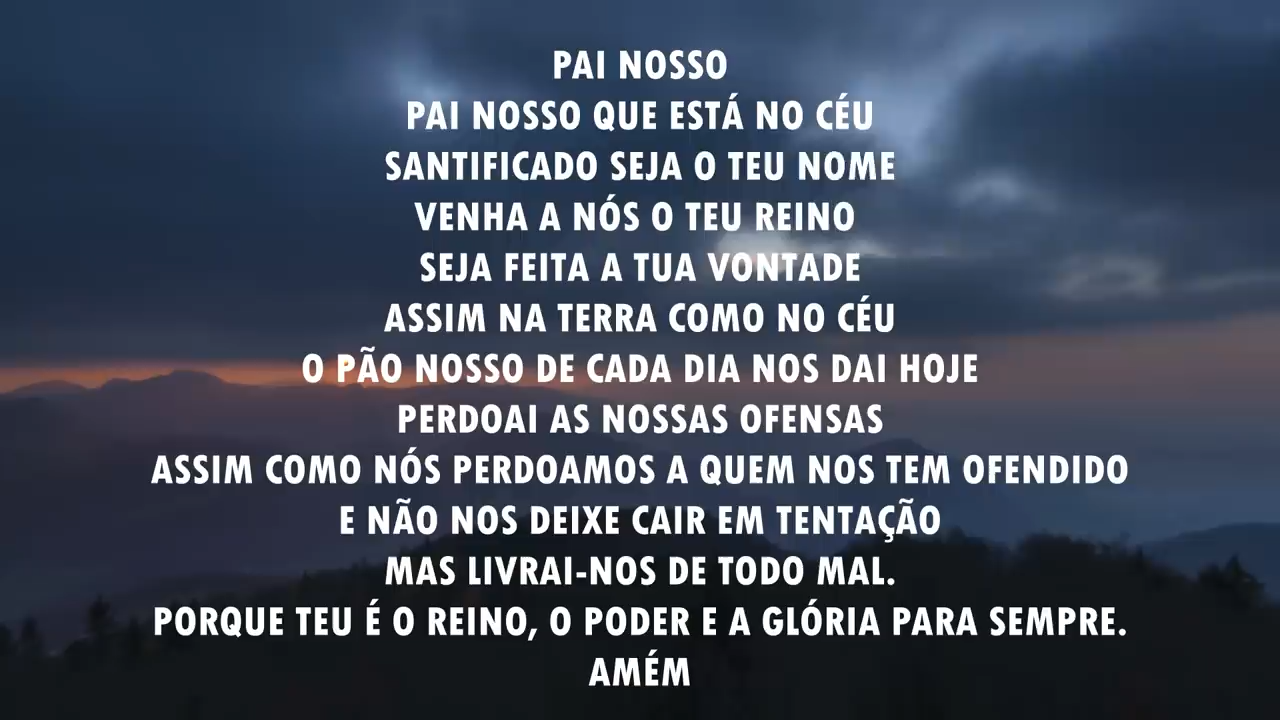 PAI NOSSO
PAI NOSSO QUE ESTÁ NO CÉU
SANTIFICADO SEJA O TEU NOME
VENHA A NÓS O TEU REINO
SEJA FEITA A TUA VONTADE
ASSIM NA TERRA COMO NO CÉU
O PÃO NOSSO DE CADA DIA NOS DAI HOJE
PERDOAI AS NOSSAS OFENSAS
ASSIM COMO NÓS PERDOAMOS A QUEM NOS TEM OFENDIDO
E NÃO NOS DEIXE CAIR EM TENTAÇÃO
MAS LIVRAI-NOS DE TODO MAL.
PORQUE TEU É O REINO, O PODER E A GLÓRIA PARA SEMPRE.
AMÉM